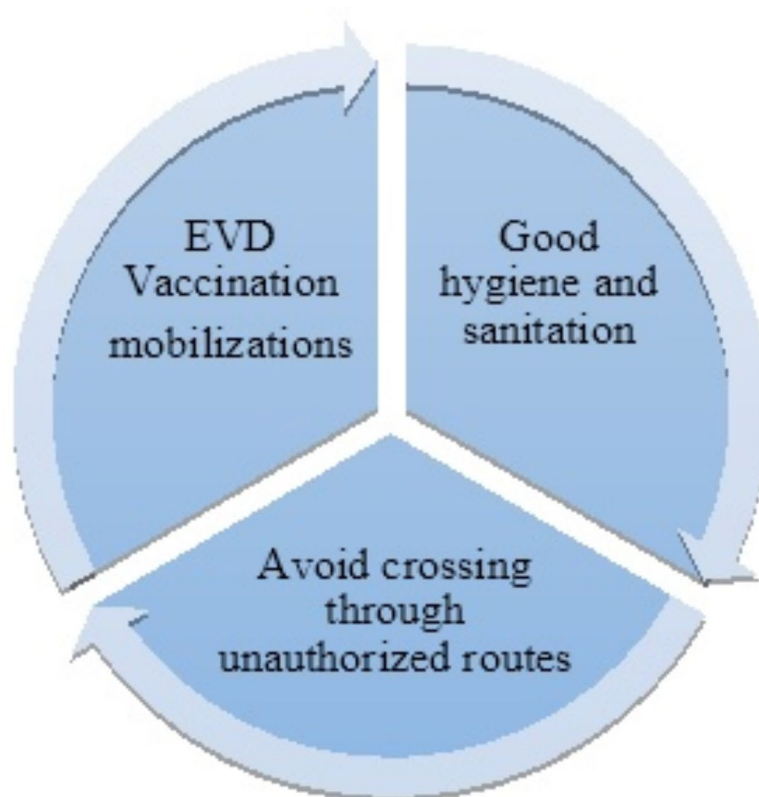 EVD
Vaccination
mobilizations
Good
hygiene and
sanitation
Avoid crossing
through
unauthorized routes